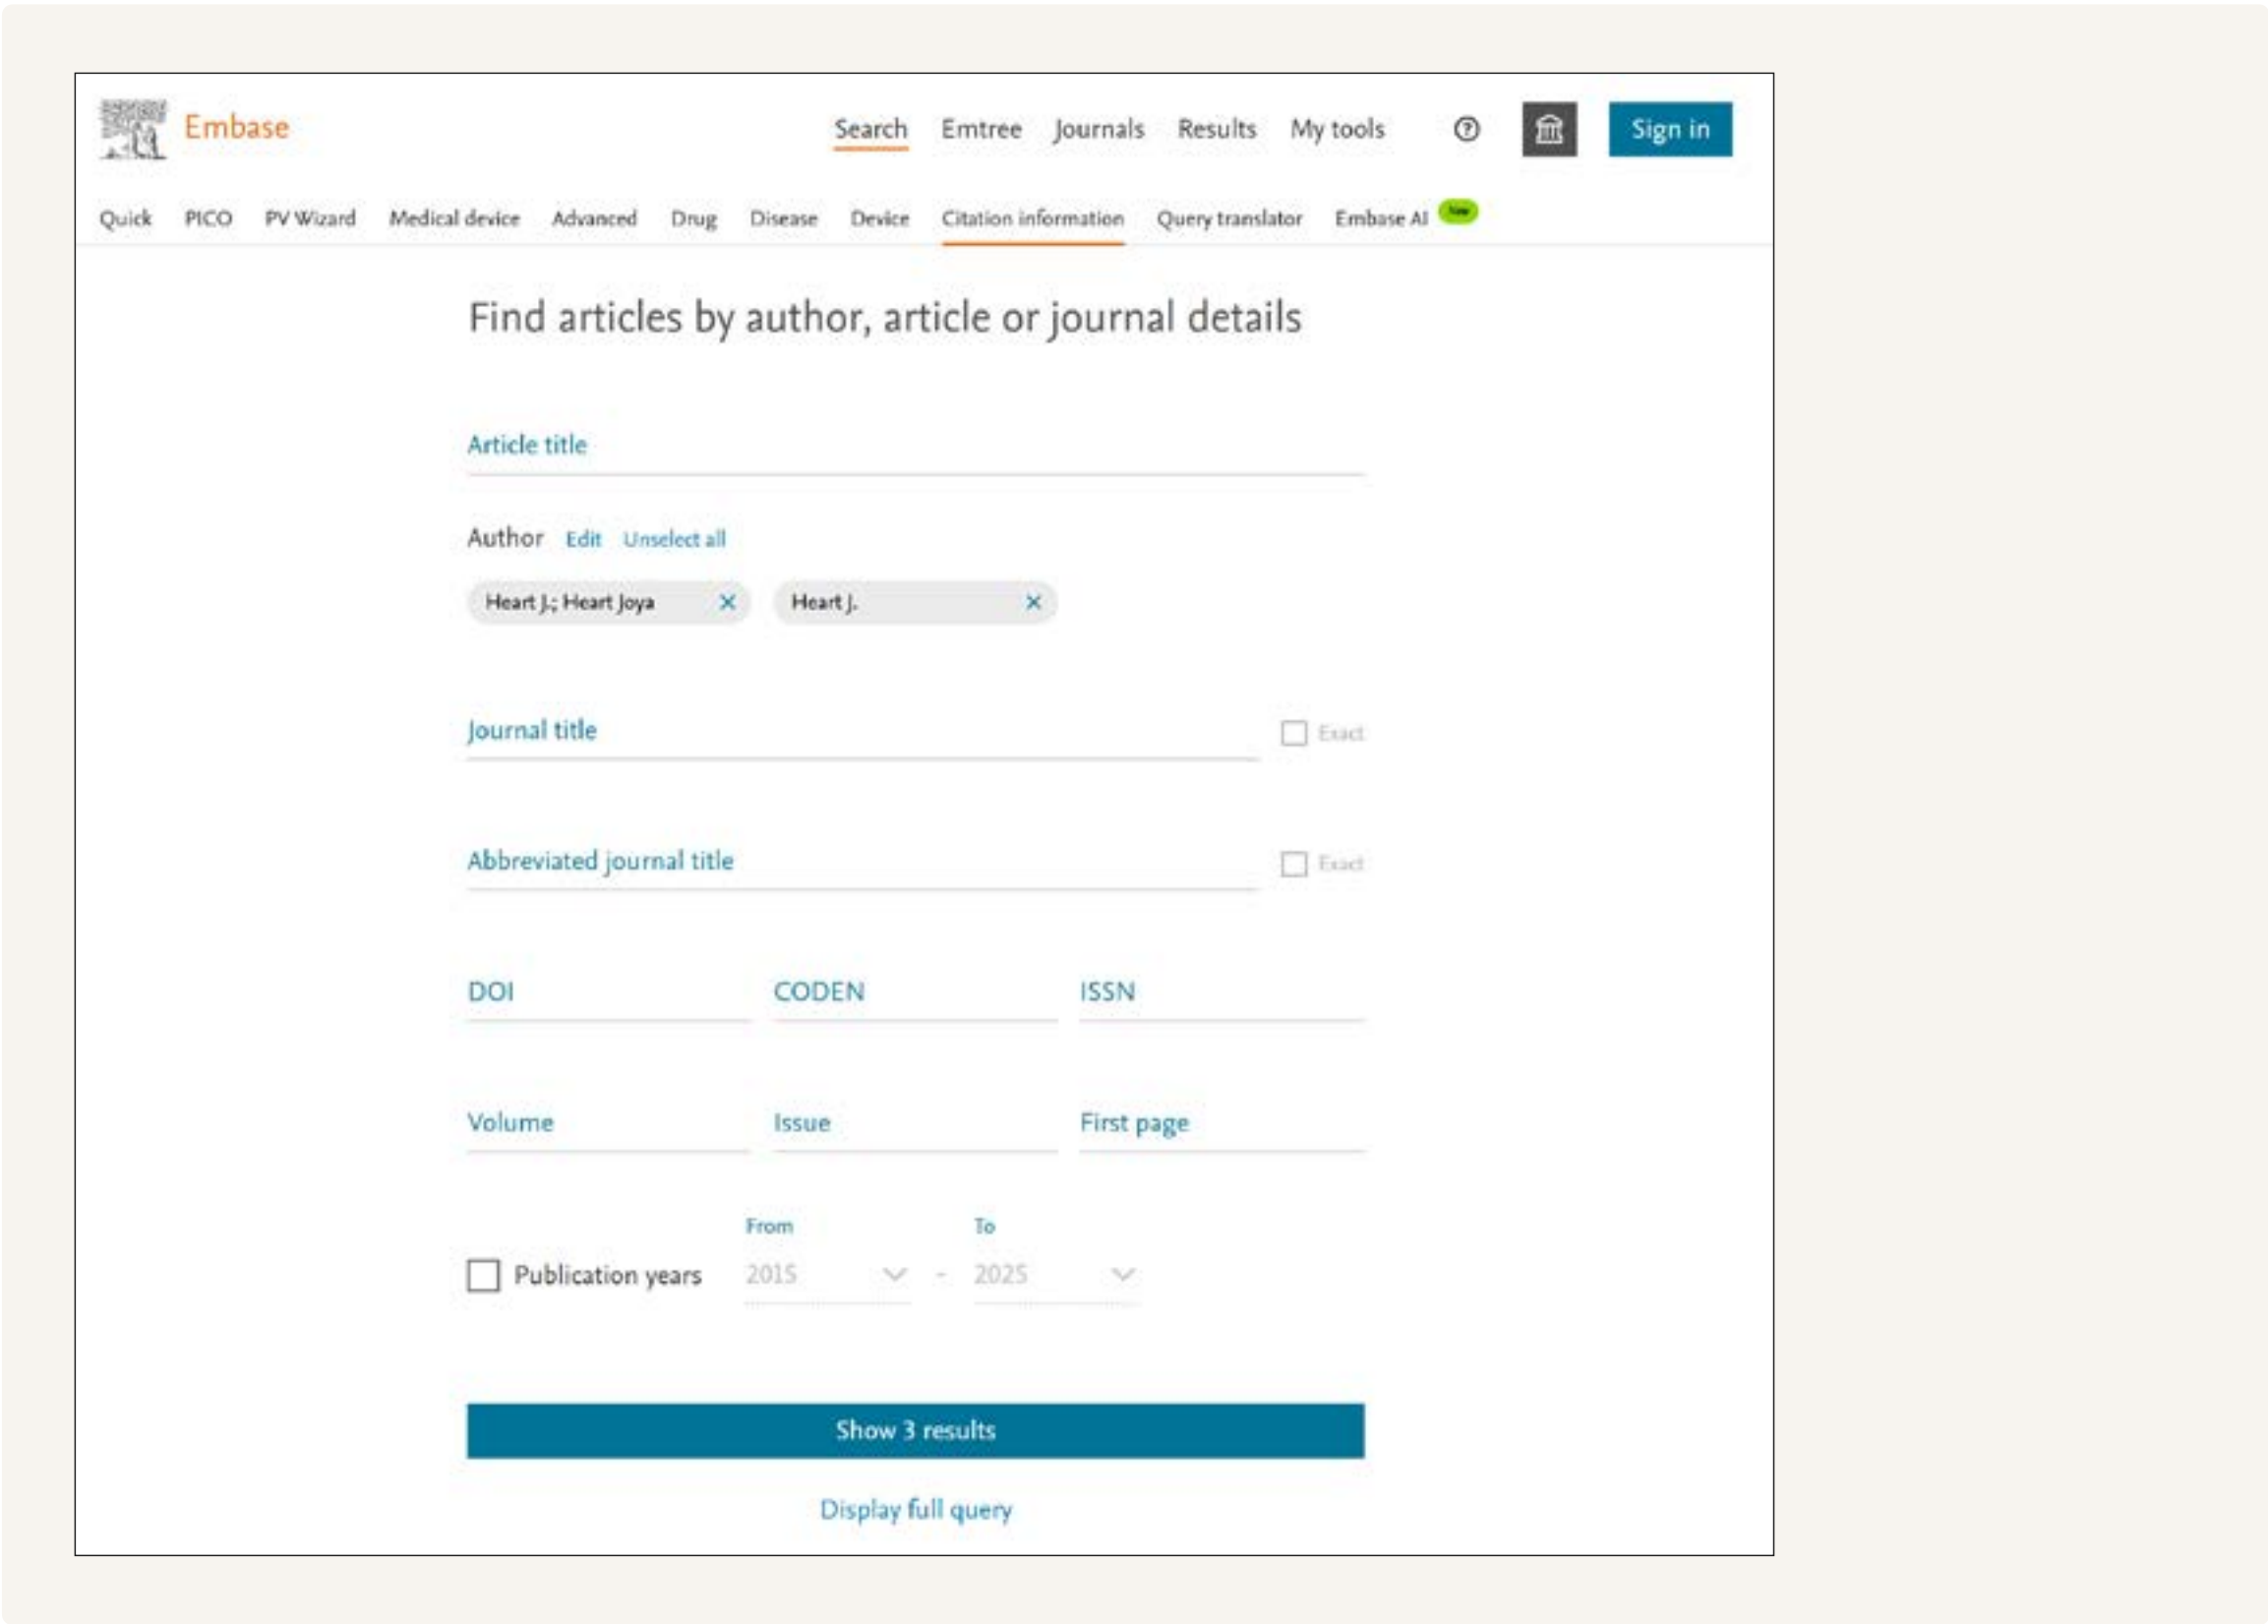 Embase
Search Emtree Journals Results My tools Sign in
Quick PICO PV Wizard Medical device Advanced Drug Disease Device Citation information Query translator Embase AI New
Find articles by author, article or journal details
Article title
Author Edit Unselect all
Heart J.; Heart Joya Heart J.
Journal title Exact
Abbreviated journal title Exact
DOI CODEN ISSN
Volume Issue First page
From To
Publication years 2015 - 2025
Show 3 results
Display full query